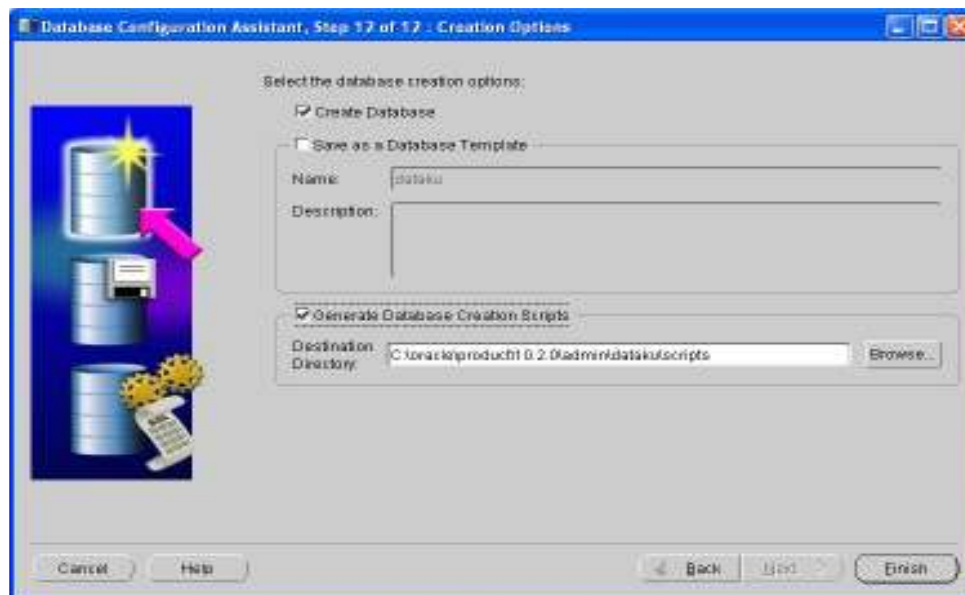 Database Configuration Assistant, Step 12 of 12 : Creation Options
Select the database creation options:
Create Database
Save as a Database Template
Name: dataku
Description:
Generate Database Creation Scripts
Destination Directory: C:\oracle\product\10.2.0\admin\dataku\scripts Browse...
Cancel Help Back Next Finish